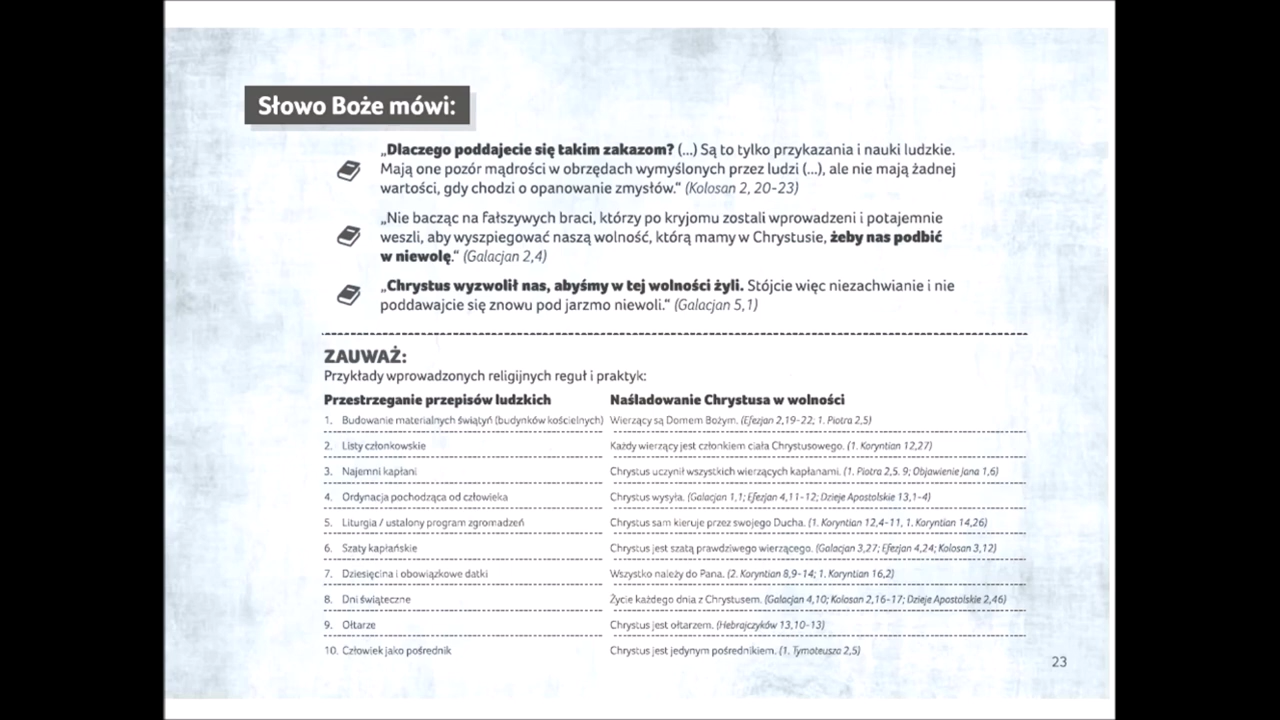 Słowo Boże mówi:
„Dlaczego poddajecie się takim zakazom? (...) Są to tylko przykazania i nauki ludzkie.
Mają one pozór mądrości w obrzędach wymyślonych przez ludzi (...), ale nie mają żadnej
wartości, gdy chodzi o opanowanie zmysłów.“ (Kolosan 2, 20-23)
„Nie bacząc na fałszywych braci, którzy po kryjomu zostali wprowadzeni i potajemnie
weszli, aby wyszpiegować naszą wolność, którą mamy w Chrystusie, żeby nas podbić
w niewolę.“ (Galacjan 2,4)
„Chrystus wyzwolił nas, abyśmy w tej wolności żyli. Stójcie więc niezachwianie i nie
poddawajcie się znowu pod jarzmo niewoli.“ (Galacjan 5,1)
ZAUWAŻ:
Przykłady wprowadzonych religijnych reguł i praktyk:
Przestrzeganie przepisów ludzkich Naśladowanie Chrystusa w wolności
1. Budowanie materialnych świątyń (budynków kościelnych) Wierzący są Domem Bożym. (Efezjan 2,19-22; 1. Piotra 2,5)
2. Listy członkowskie Każdy wierzący jest członkiem ciała Chrystusowego. (1. Koryntian 12,27)
3. Najemni kapłani Chrystus uczynił wszystkich wierzących kapłanami. (1. Piotra 2,5. 9; Objawienie Jana 1,6)
4. Ordynacja pochodząca od człowieka Chrystus wysyła. (Galacjan 1,1; Efezjan 4,11-12; Dzieje Apostolskie 13,1-4)
5. Liturgia / ustalony program zgromadzeń Chrystus sam kieruje przez swojego Ducha. (1. Koryntian 12,4-11, 1. Koryntian 14,26)
6. Szaty kapłańskie Chrystus jest szatą prawdziwego wierzącego. (Galacjan 3,27; Efezjan 4,24; Kolosan 3,12)
7. Dziesięcina i obowiązkowe datki Wszystko należy do Pana. (2. Koryntian 8,9-14; 1. Koryntian 16,2)
8. Dni świąteczne Życie każdego dnia z Chrystusem. (Galacjan 4,10; Kolosan 2,16-17; Dzieje Apostolskie 2,46)
9. Ołtarze Chrystus jest ołtarzem. (Hebrajczyków 13,10-13)
10. Człowiek jako pośrednik Chrystus jest jedynym pośrednikiem. (1. Tymoteusza 2,5)
23